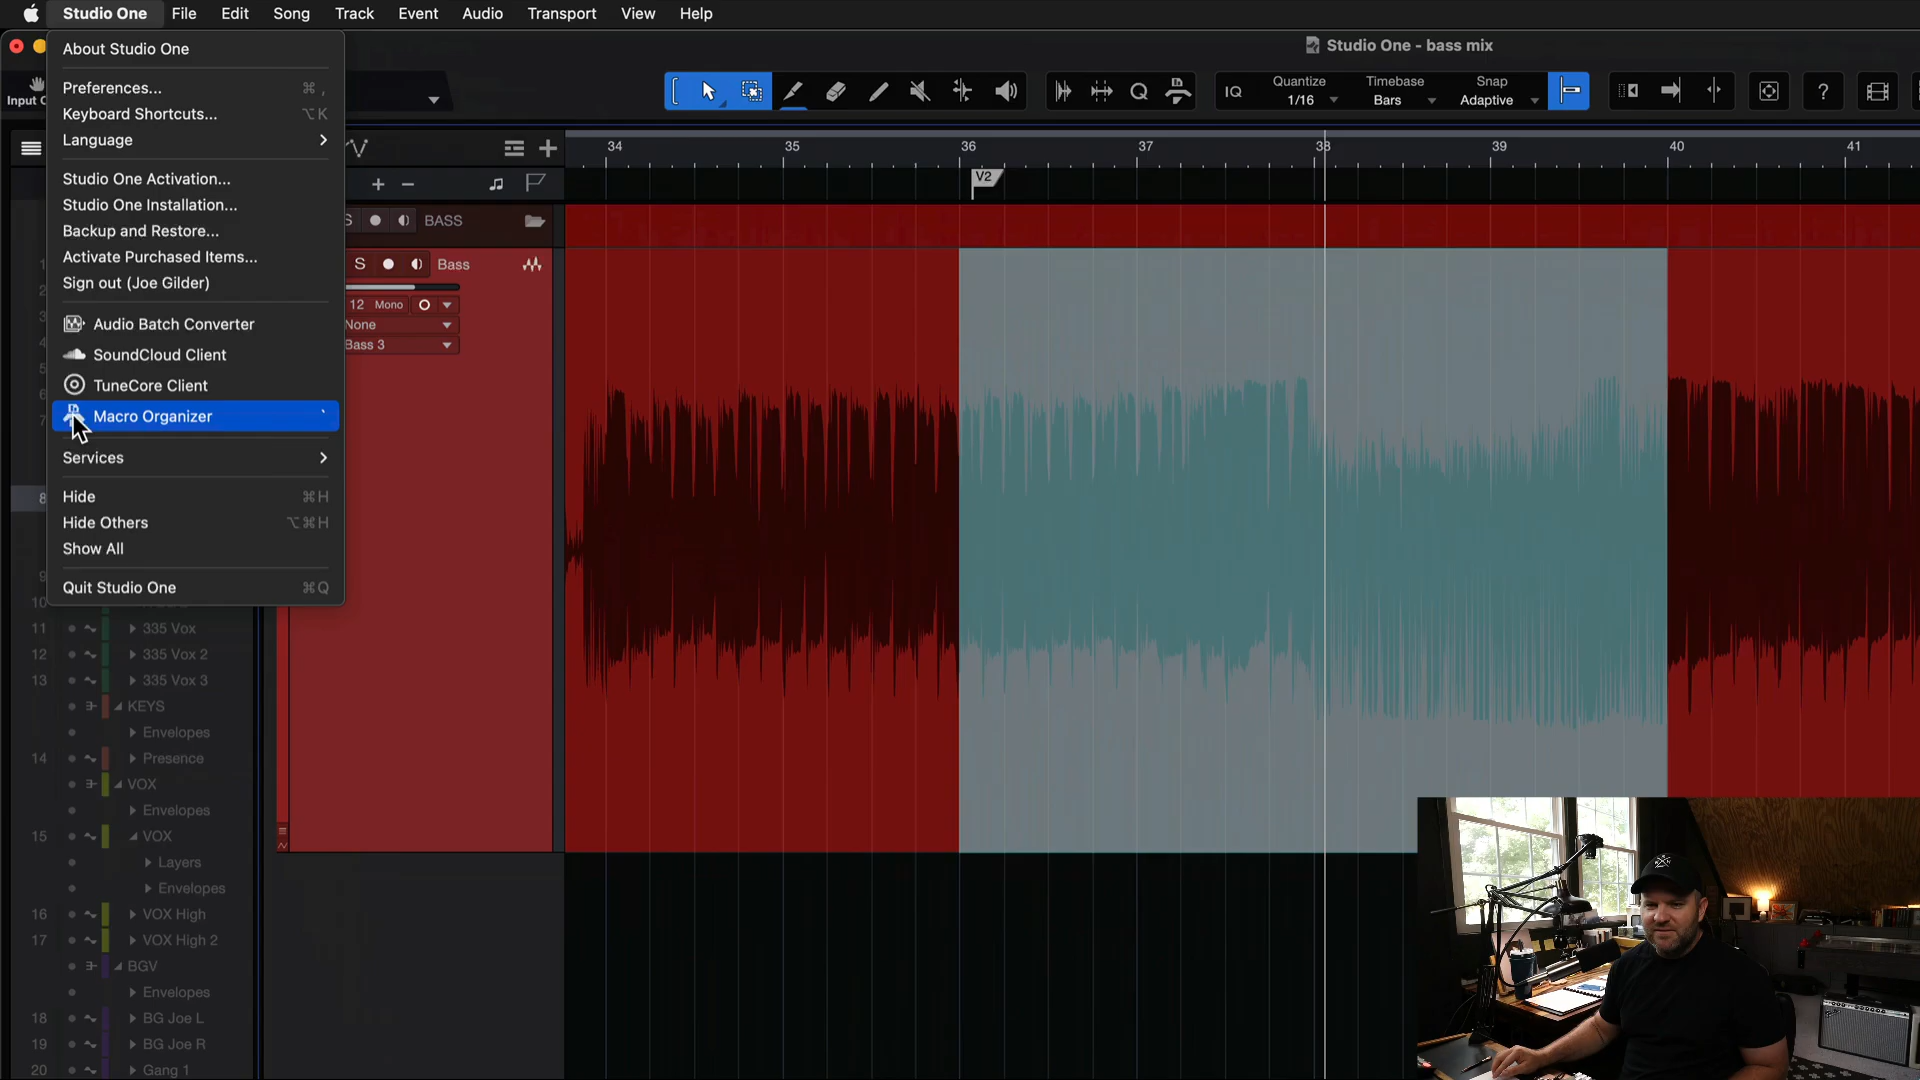 Studio One File Edit Song Track Event Audio Transport View Help
Studio One - bass mix
About Studio One
Preferences... ⌘ ,
Keyboard Shortcuts... ⌥K
Language
Studio One Activation...
Studio One Installation...
Backup and Restore...
Activate Purchased Items...
Sign out (Joe Gilder)
Audio Batch Converter
SoundCloud Client
TuneCore Client
Macro Organizer `
Services
Hide ⌘H
Hide Others ⌥⌘H
Show All
Quit Studio One ⌘Q
Input
IQ
Quantize
1/16
Timebase
Bars
Snap
Adaptive
?
34 35 36 37 38 39 40 41
V2
S BASS
S Bass
12 Mono
None
Bass 3
8
9
10
11 335 Vox
12 335 Vox 2
13 335 Vox 3
KEYS
Envelopes
14 Presence
VOX
Envelopes
15 VOX
Layers
Envelopes
16 VOX High
17 VOX High 2
BGV
Envelopes
18 BG Joe L
19 BG Joe R
20 Gang 1